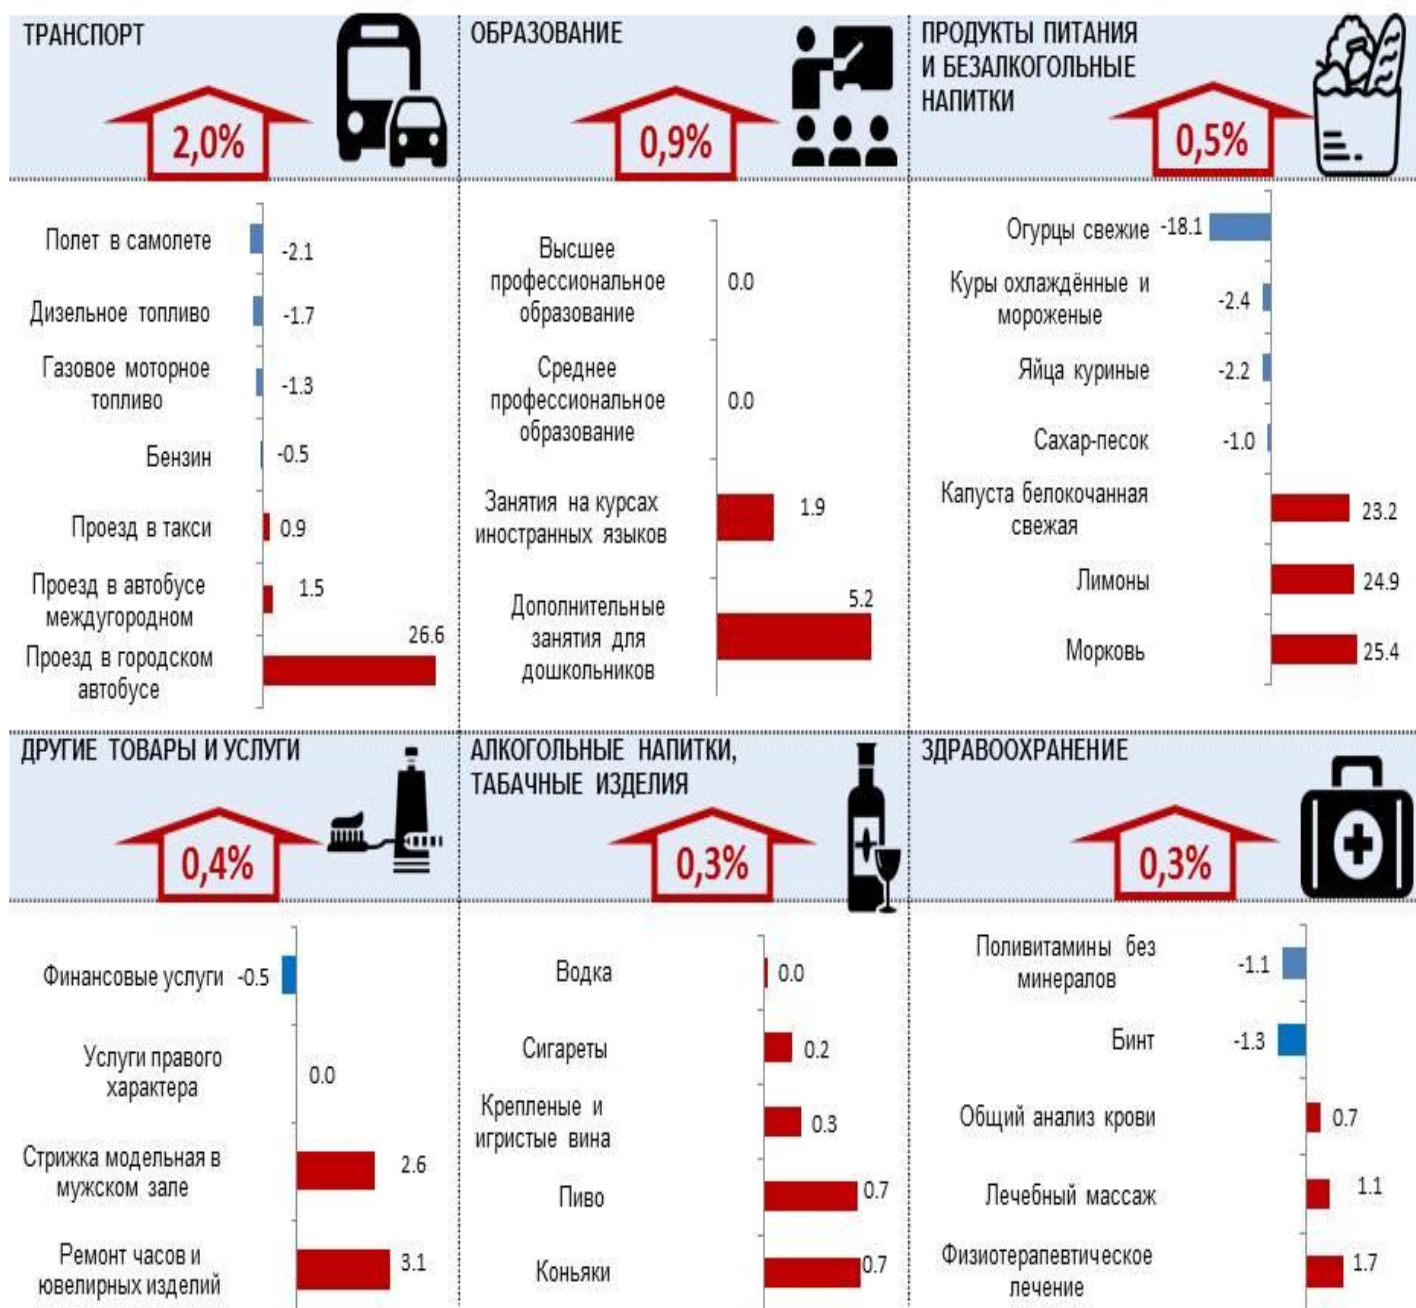 ТРАНСПОРТ
2,0%
Полет в самолете
-2.1
Дизельное топливо
-1.7
Газовое моторное
топливо
-1.3
Бензин
-0.5
Проезд в такси
0.9
Проезд в автобусе
междугородном
1.5
Проезд в городском
автобусе
26.6
ОБРАЗОВАНИЕ
0,9%
Высшее
профессиональное
образование
0.0
Среднее
профессиональное
образование
0.0
Занятия на курсах
иностранных языков
1.9
Дополнительные
занятия для
дошкольников
5.2
ПРОДУКТЫ ПИТАНИЯ
И БЕЗАЛКОГОЛЬНЫЕ
НАПИТКИ
0,5%
Огурцы свежие
-18.1
Куры охлаждённые и
мороженые
-2.4
Яйца куриные
-2.2
Сахар-песок
-1.0
Капуста белокочанная
свежая
23.2
Лимоны
24.9
Морковь
25.4
ДРУГИЕ ТОВАРЫ И УСЛУГИ
0,4%
Финансовые услуги
-0.5
Услуги правого
характера
0.0
Стрижка модельная в
мужском зале
2.6
Ремонт часов и
ювелирных изделий
3.1
АЛКОГОЛЬНЫЕ НАПИТКИ,
ТАБАЧНЫЕ ИЗДЕЛИЯ
0,3%
Водка
0.0
Сигареты
0.2
Крепленые и
игристые вина
0.3
Пиво
0.7
Коньяки
0.7
ЗДРАВООХРАНЕНИЕ
0,3%
Поливитамины без
минералов
-1.1
Бинт
-1.3
Общий анализ крови
0.7
Лечебный массаж
1.1
Физиотерапевтическое
лечение
1.7